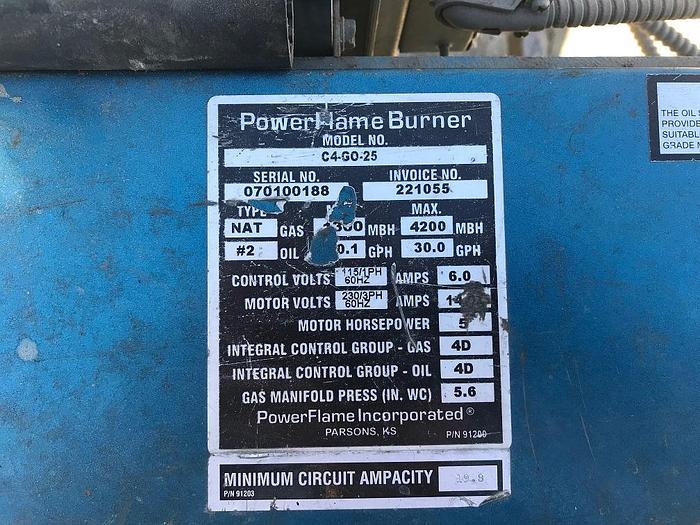 PowerFlame Burner
MODEL NO.
C4-GO-25
SERIAL NO. INVOICE NO.
070100188 221055
TYPE MAX.
NAT GAS MBH 4200 MBH
#2 OIL GPH 30.0 GPH
CONTROL VOLTS 115/1PH 60HZ AMPS 6.0
MOTOR VOLTS 230/3PH 60HZ AMPS
MOTOR HORSEPOWER 5
INTEGRAL CONTROL GROUP - GAS 4D
INTEGRAL CONTROL GROUP - OIL 4D
GAS MANIFOLD PRESS (IN. WC) 5.6
PowerFlame Incorporated®
PARSONS, KS P/N 91200
MINIMUM CIRCUIT AMPACITY 19.9
P/N 91203
THE OIL
PROVIDE
SUITABL
GRADE